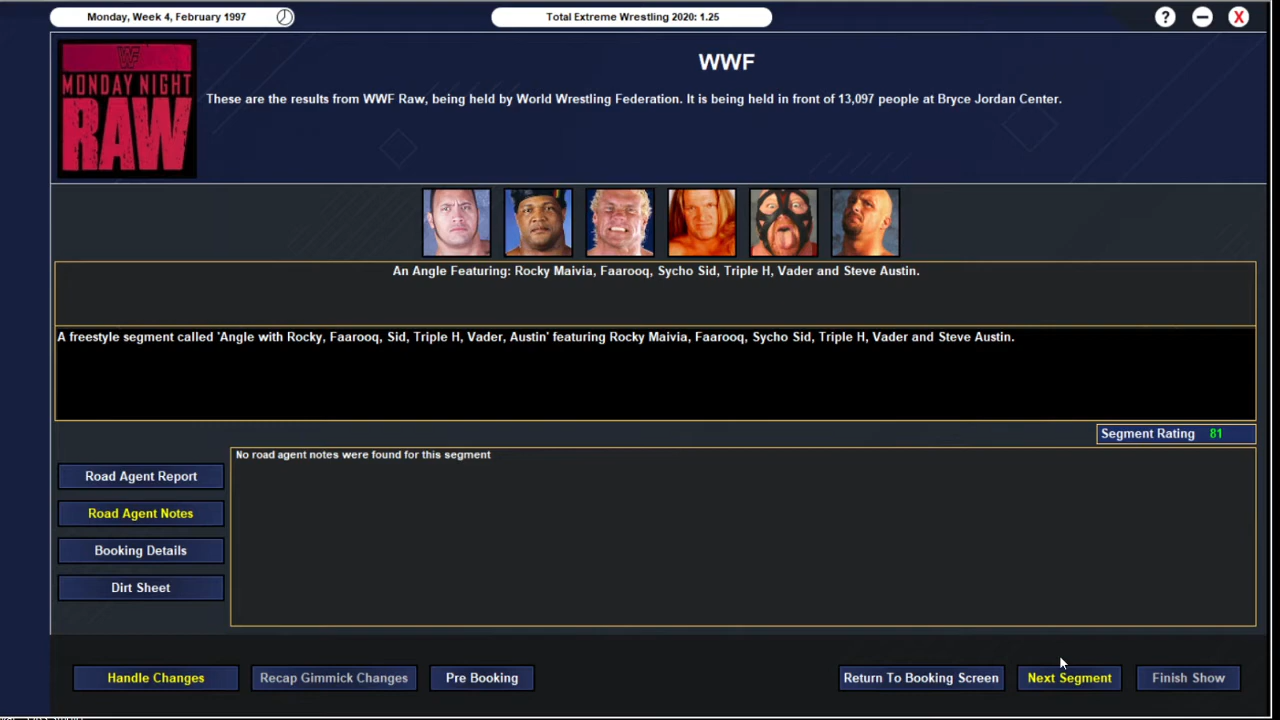 Monday, Week 4, February 1997
Total Extreme Wrestling 2020: 1.25
?
X
WWF
MONDAY NIGHT
RAW
These are the results from WWF Raw, being held by World Wrestling Federation. It is being held in front of 13,097 people at Bryce Jordan Center.
An Angle Featuring: Rocky Maivia, Faarooq, Sycho Sid, Triple H, Vader and Steve Austin.
A freestyle segment called 'Angle with Rocky, Faarooq, Sid, Triple H, Vader, Austin' featuring Rocky Maivia, Faarooq, Sycho Sid, Triple H, Vader and Steve Austin.
Segment Rating 81
No road agent notes were found for this segment
Road Agent Report
Road Agent Notes
Booking Details
Dirt Sheet
Handle Changes
Recap Gimmick Changes
Pre Booking
Return To Booking Screen
Next Segment
Finish Show